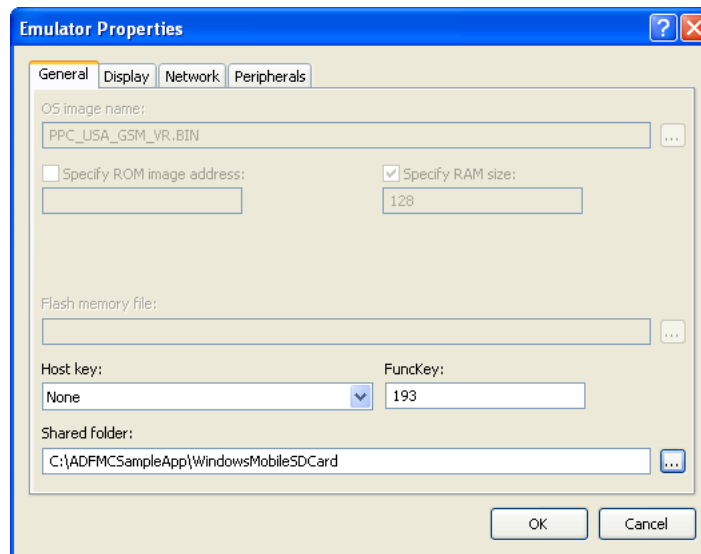 Emulator Properties
General Display Network Peripherals
OS image name:
PPC_USA_GSM_VR.BIN ...
Specify ROM image address: Specify RAM size:
128
Flash memory file:
...
Host key: FuncKey:
None 193
Shared folder:
C:\ADFMCSampleApp\WindowsMobileSDCard ...
OK Cancel